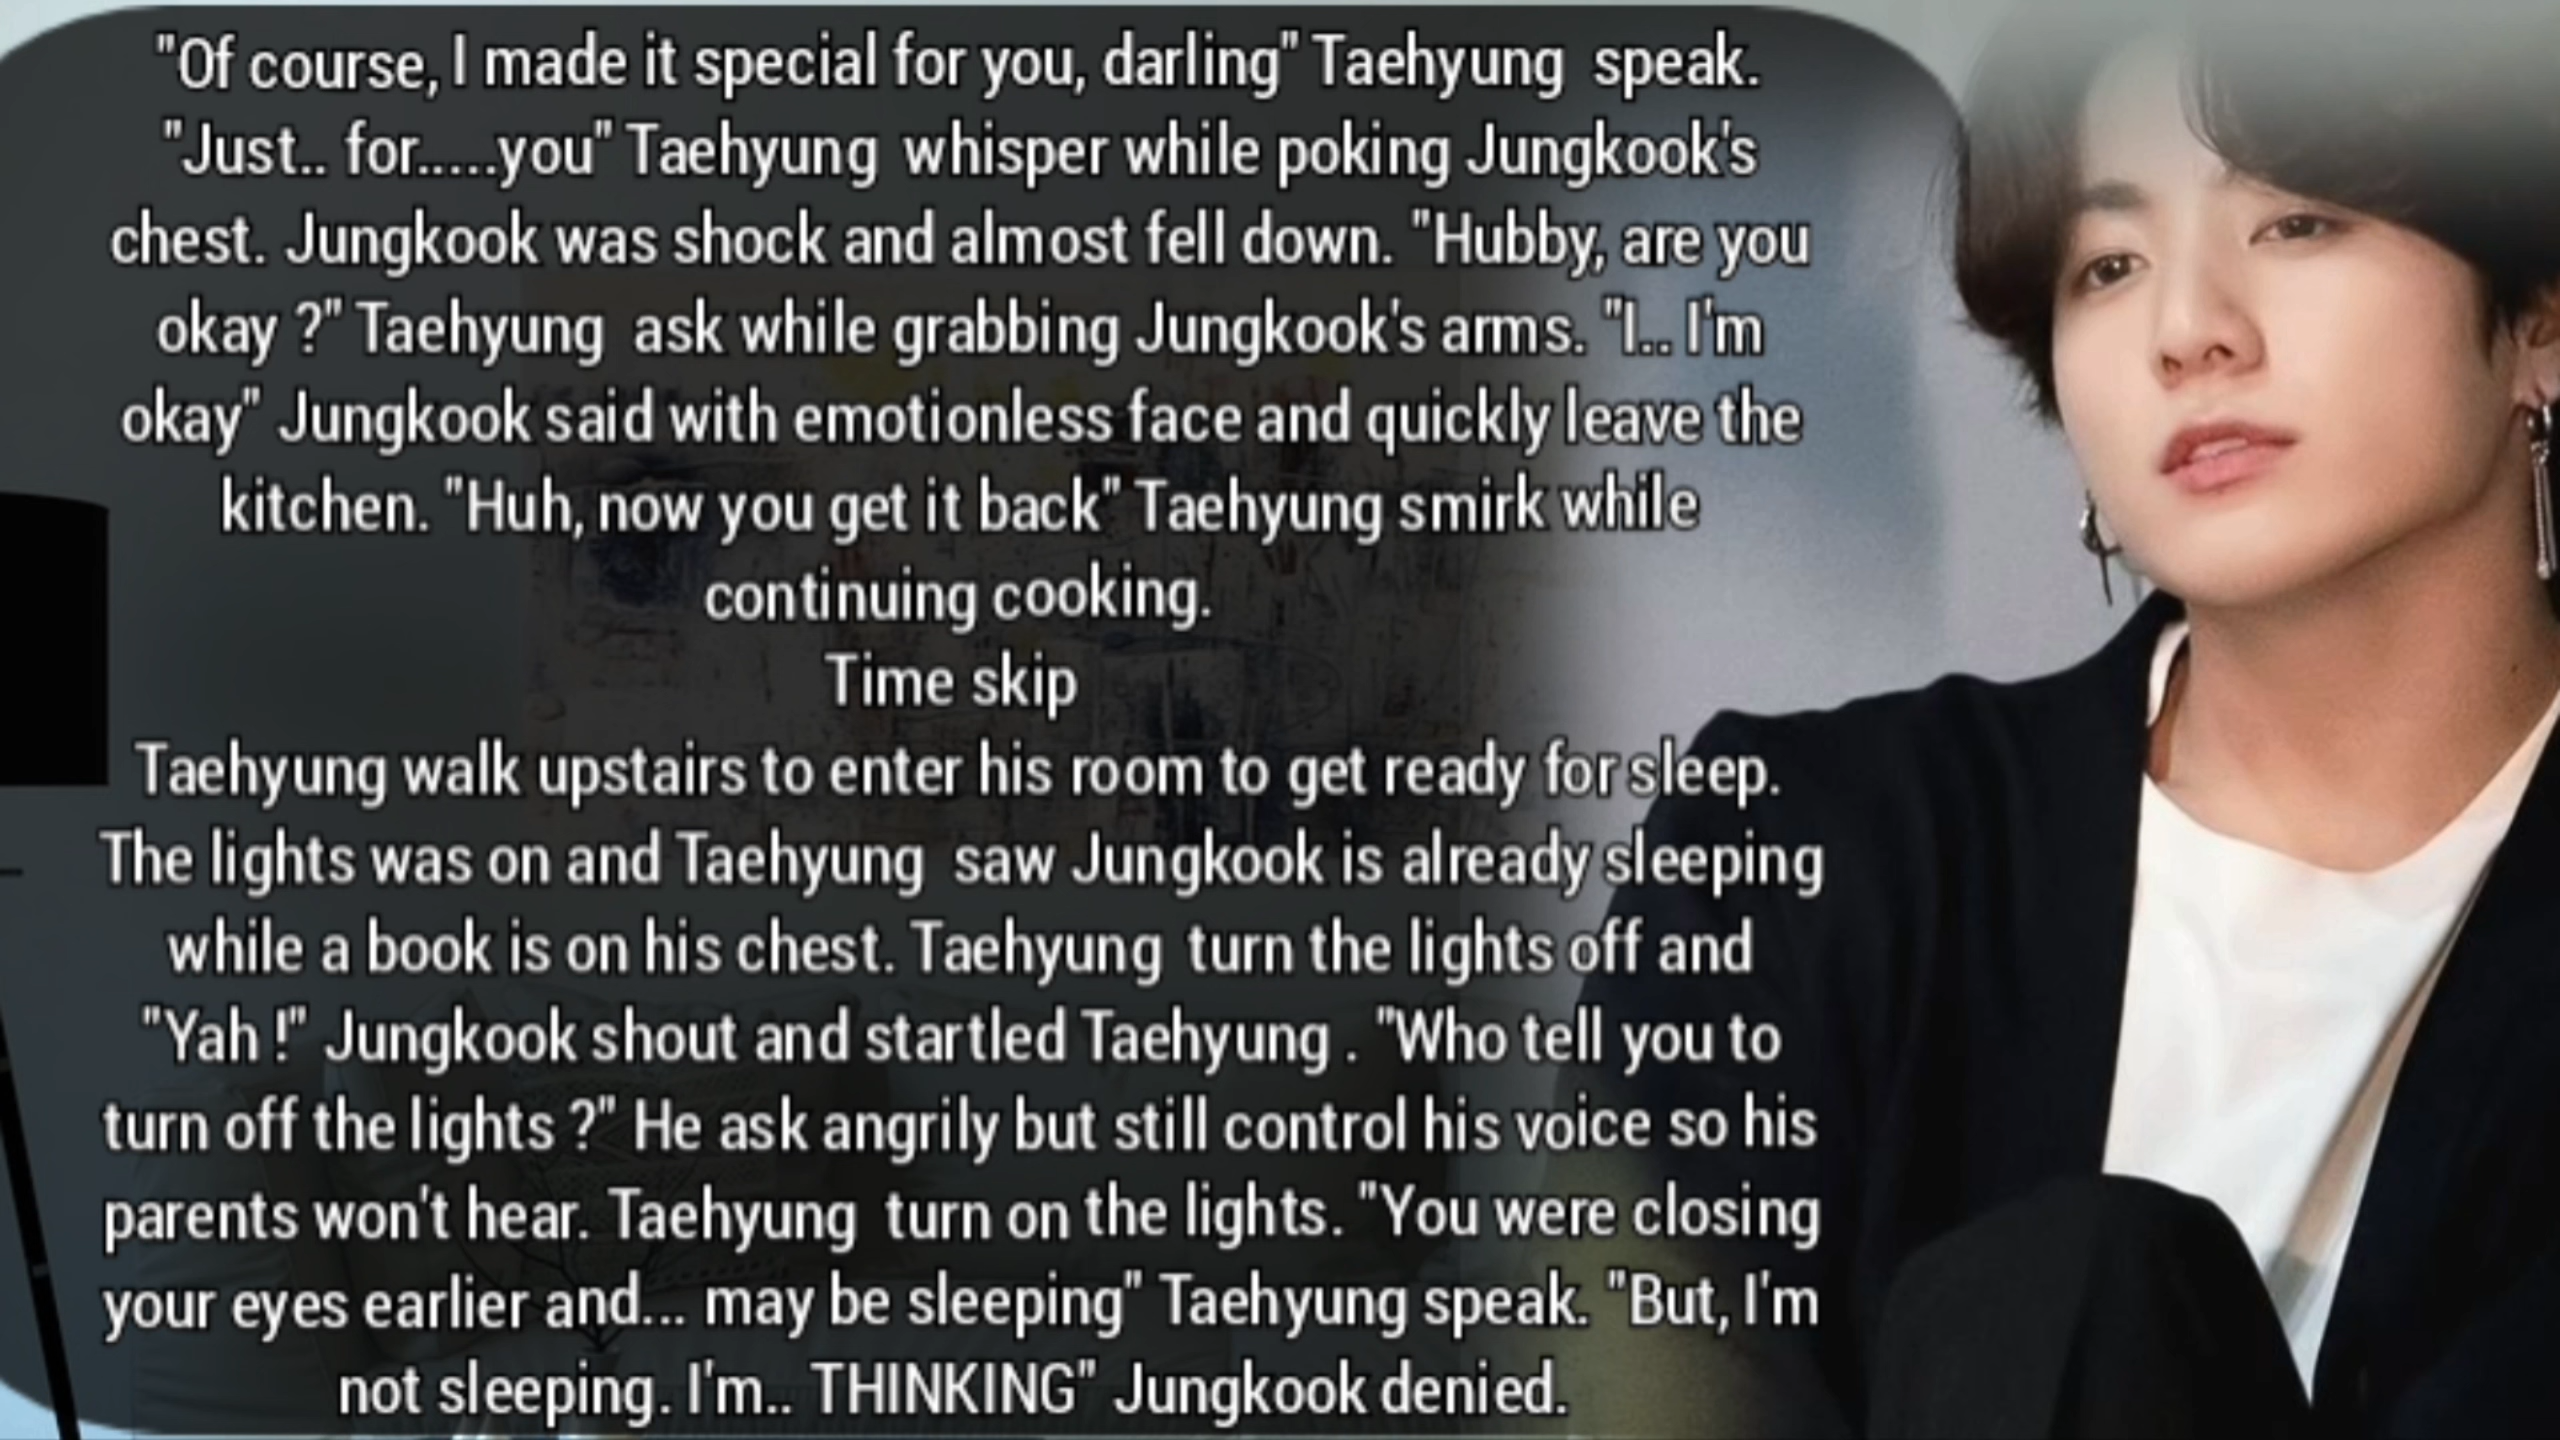 "Of course, I made it special for you, darling" Taehyung speak.
"Just.. for.....you" Taehyung whisper while poking Jungkook's
chest. Jungkook was shock and almost fell down. "Hubby, are you
okay ?" Taehyung ask while grabbing Jungkook's arms. "I.. I'm
okay" Jungkook said with emotionless face and quickly leave the
kitchen. "Huh, now you get it back" Taehyung smirk while
continuing cooking.
Time skip
Taehyung walk upstairs to enter his room to get ready for sleep.
The lights was on and Taehyung saw Jungkook is already sleeping
while a book is on his chest. Taehyung turn the lights off and
"Yah !" Jungkook shout and startled Taehyung . "Who tell you to
turn off the lights ?" He ask angrily but still control his voice so his
parents won't hear. Taehyung turn on the lights. "You were closing
your eyes earlier and... may be sleeping" Taehyung speak. "But, I'm
not sleeping. I'm.. THINKING" Jungkook denied.